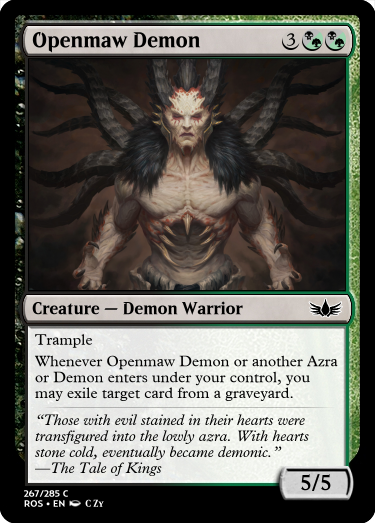 Openmaw Demon 3
Creature — Demon Warrior
Trample
Whenever Openmaw Demon or another Azra
or Demon enters under your control, you
may exile target card from a graveyard.
“Those with evil stained in their hearts were
transfigured into the lowly azra. With hearts
stone cold, eventually became demonic.”
—The Tale of Kings
5/5
267/285 C
ROS • EN CZy